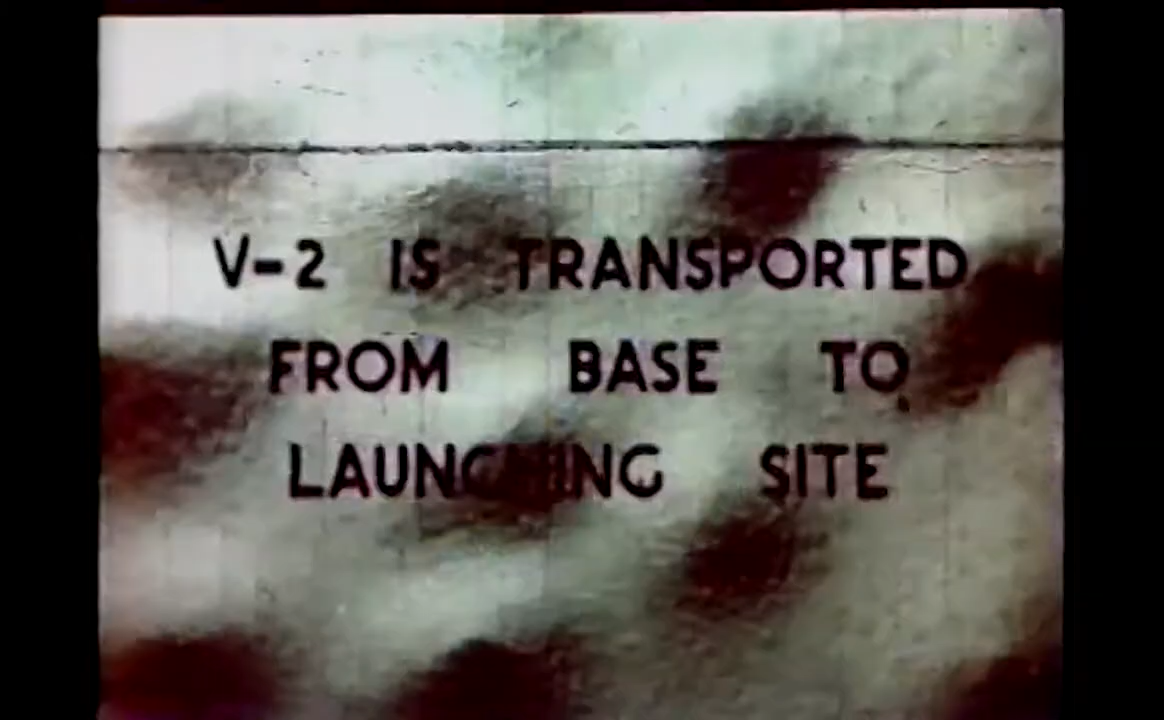 V-2 IS TRANSPORTED
FROM BASE TO
LAUNCHING SITE